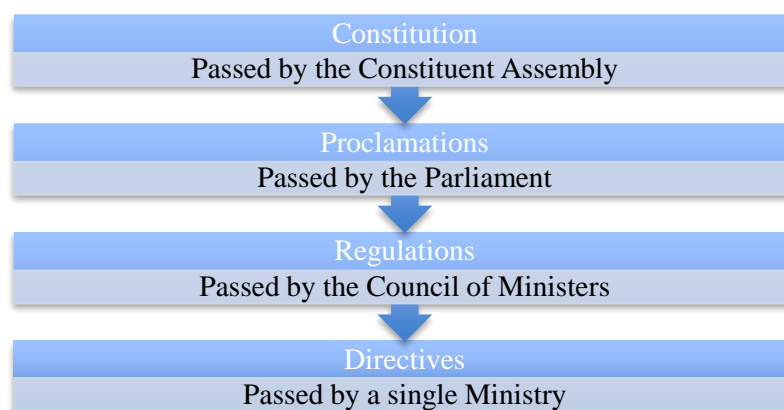 Constitution
Passed by the Constituent Assembly
Proclamations
Passed by the Parliament
Regulations
Passed by the Council of Ministers
Directives
Passed by a single Ministry